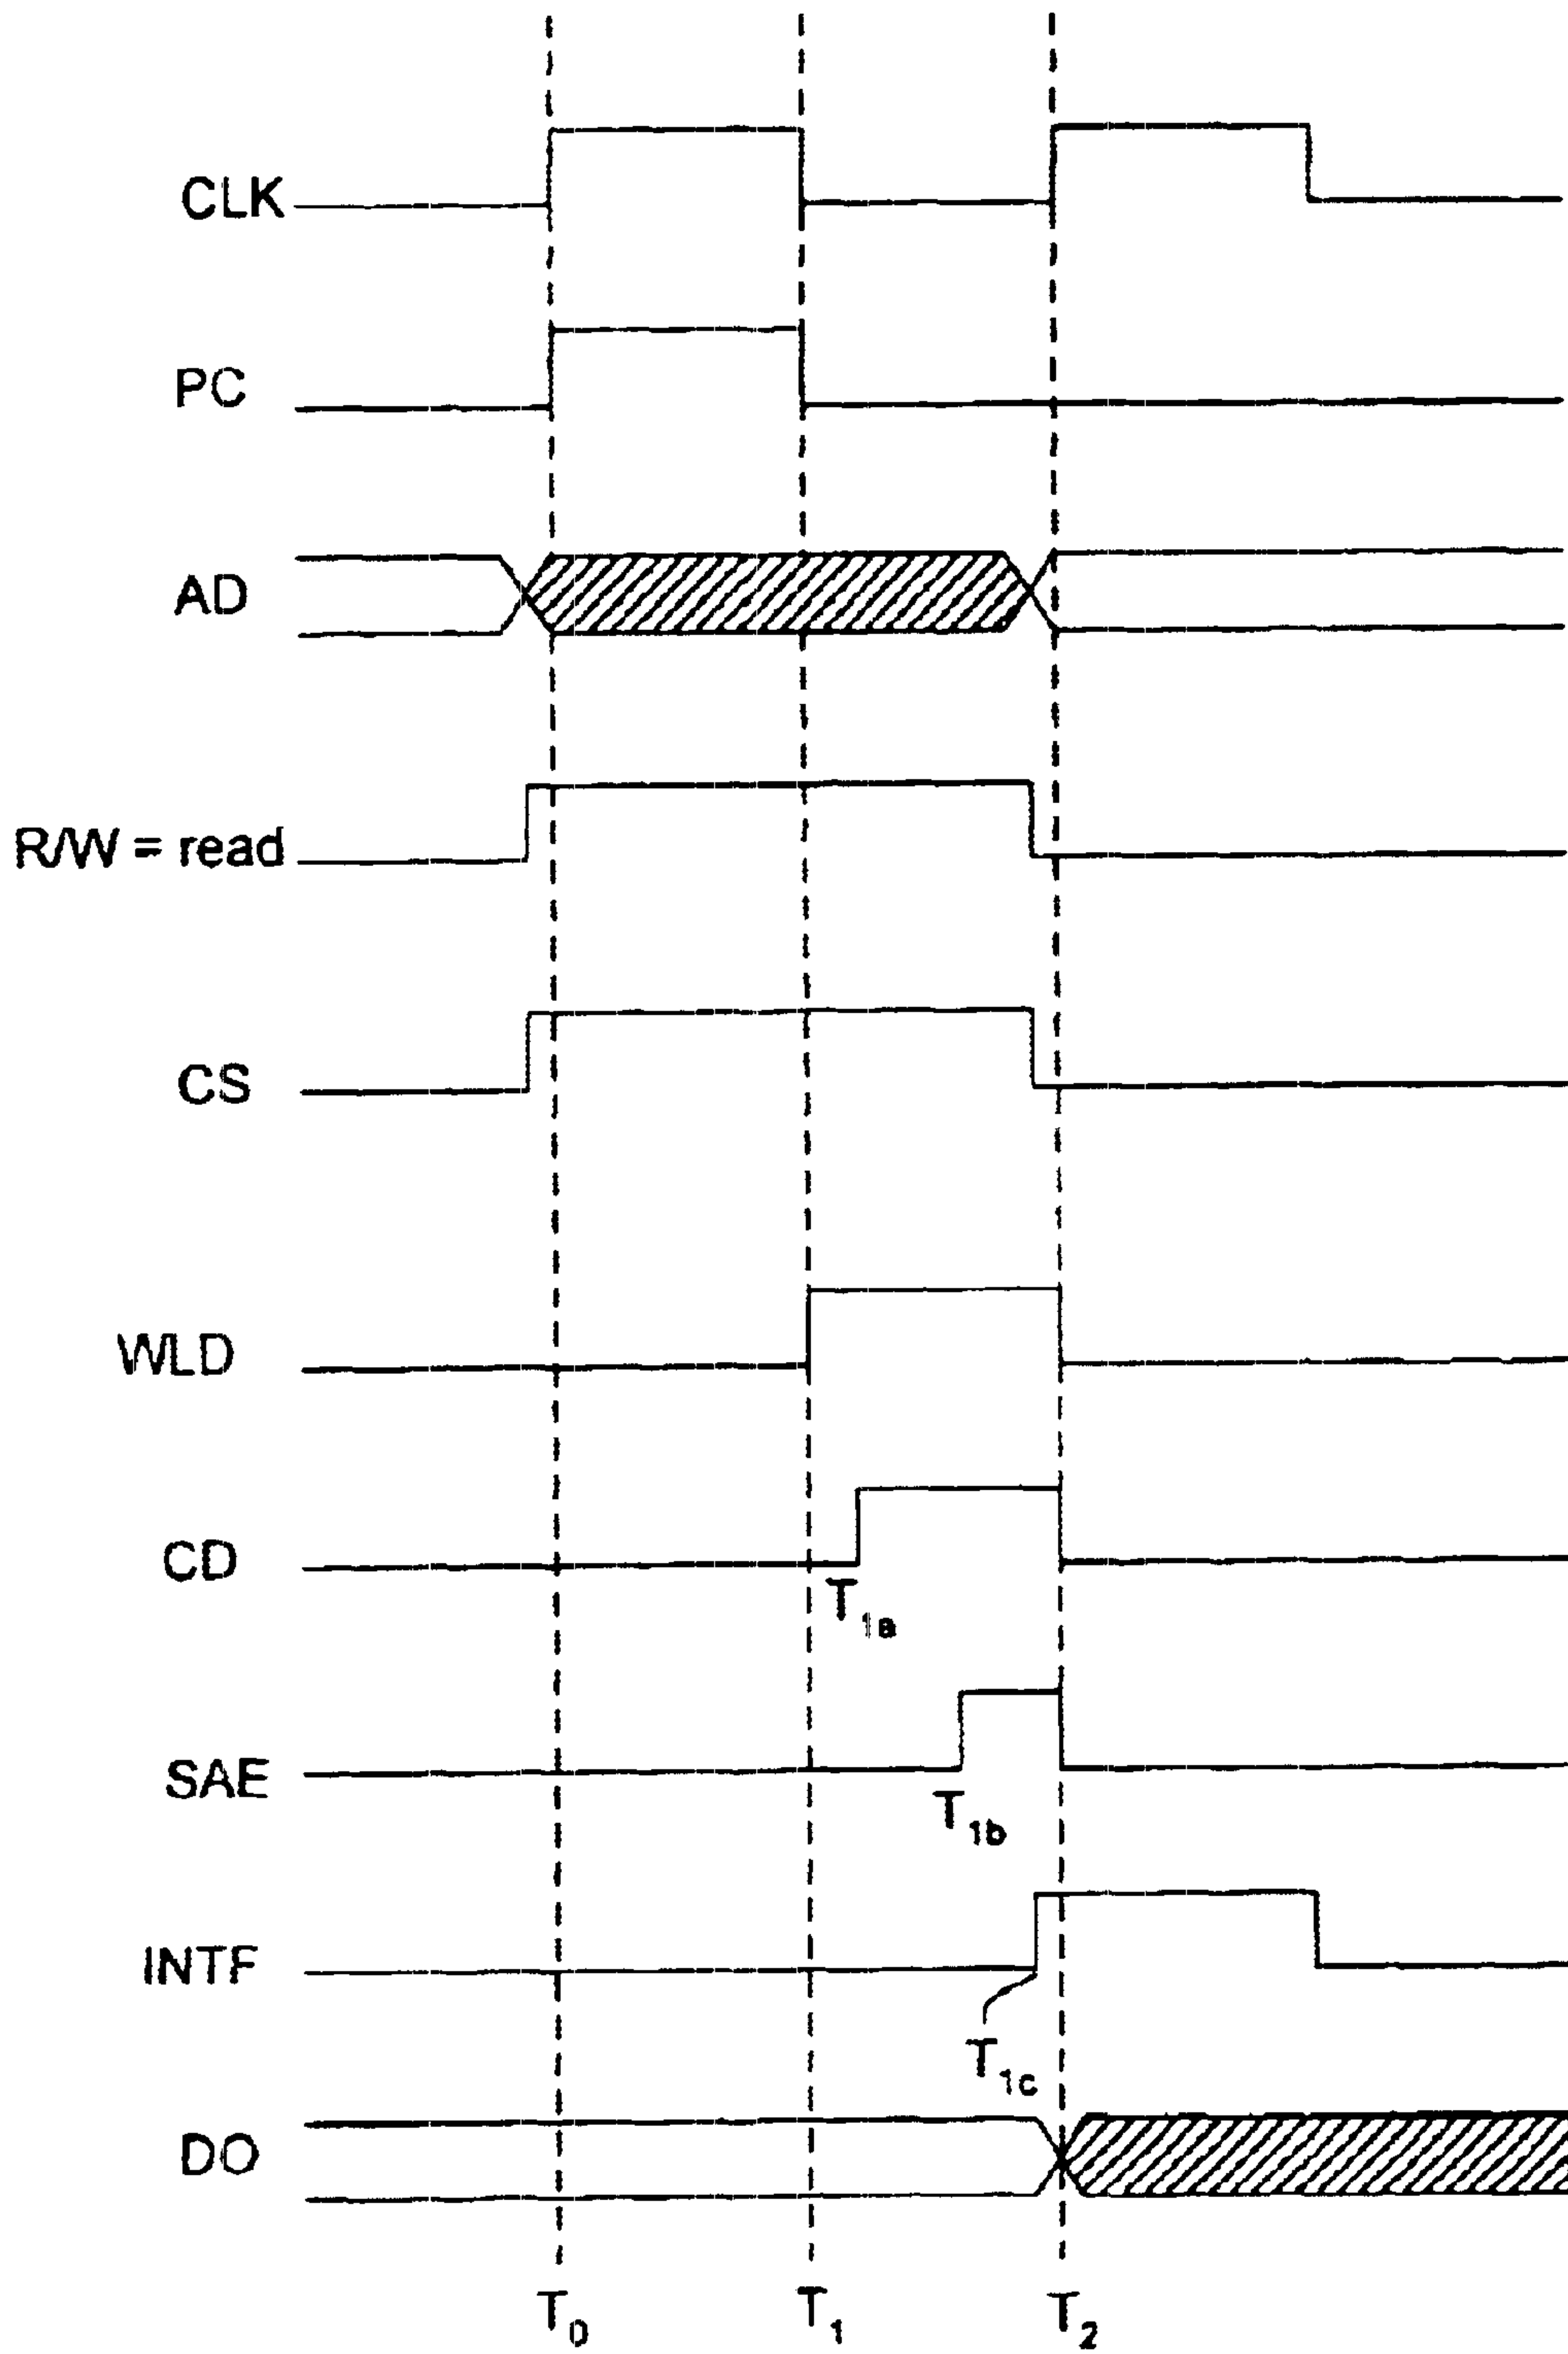 CLK
PC
AD
R/W = read
CS
WLD
CD
T1a
SAE
T1b
INTF
T1c
DO
T0 T1 T2